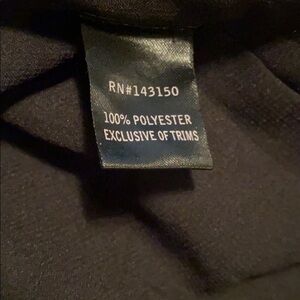 RN#143150
100% POLYESTER
EXCLUSIVE OF TRIMS